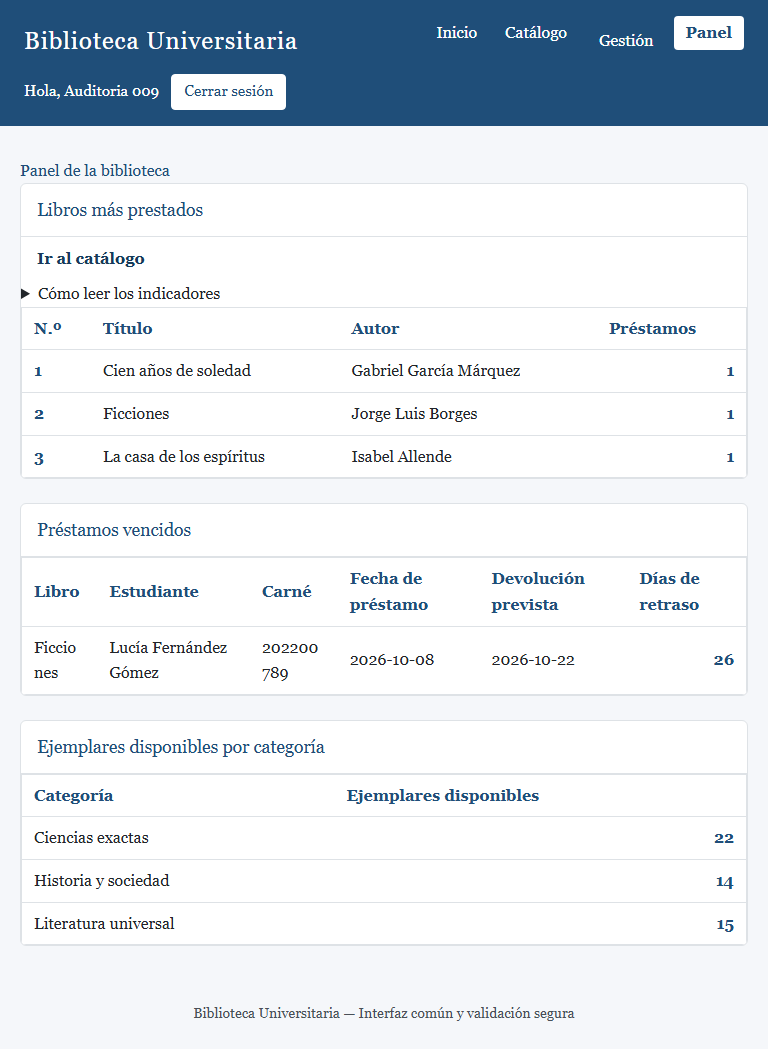 Biblioteca Universitaria
Inicio Catálogo Gestión Panel
Hola, Auditoria 009 Cerrar sesión
Panel de la biblioteca
Libros más prestados
Ir al catálogo
Cómo leer los indicadores
N.º Título Autor Préstamos
1 Cien años de soledad Gabriel García Márquez 1
2 Ficciones Jorge Luis Borges 1
3 La casa de los espíritus Isabel Allende 1
Préstamos vencidos
Libro Estudiante Carné Fecha de préstamo Devolución prevista Días de retraso
Ficcio Lucía Fernández 202200
nes Gómez 789 2026-10-08 2026-10-22 26
Ejemplares disponibles por categoría
Categoría Ejemplares disponibles
Ciencias exactas 22
Historia y sociedad 14
Literatura universal 15
Biblioteca Universitaria — Interfaz común y validación segura